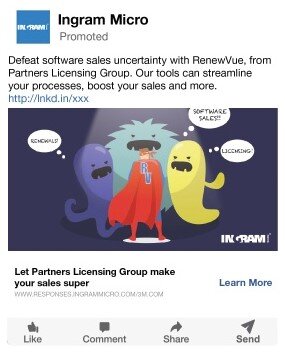 Ingram Micro
INGRAM
Promoted
Defeat software sales uncertainty with RenewVue, from
Partners Licensing Group. Our tools can streamline
your processes, boost your sales and more.
http://lnkd.in/xxx
SOFTWARE
SALES!!
RENEWALS
LICENSING
RV
INGRAM
Let Partners Licensing Group make
your sales super
Learn More
WWW.RESPONSES.INGRAMMICRO.COM/3M.COM
Like
Comment
Share
Send